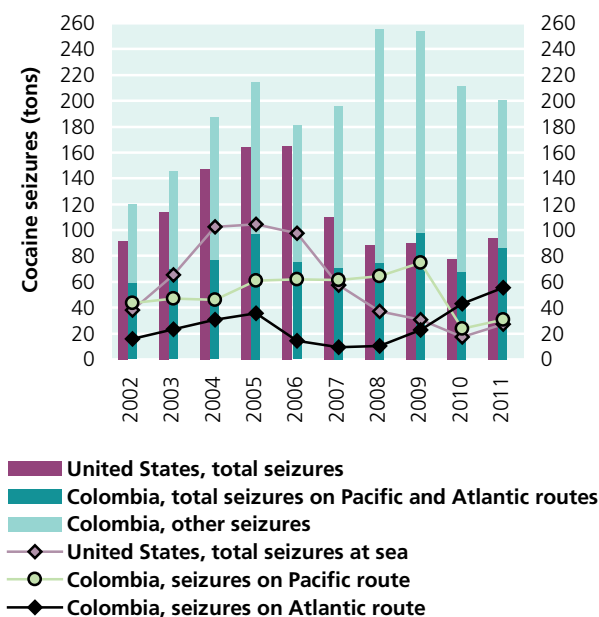 Cocaine seizures (tons)
260 260
240 240
220 220
200 200
180 180
160 160
140 140
120 120
100 100
80 80
60 60
40 40
20 20
0 0
2002 2003 2004 2005 2006 2007 2008 2009 2010 2011
United States, total seizures
Colombia, total seizures on Pacific and Atlantic routes
Colombia, other seizures
United States, total seizures at sea
Colombia, seizures on Pacific route
Colombia, seizures on Atlantic route